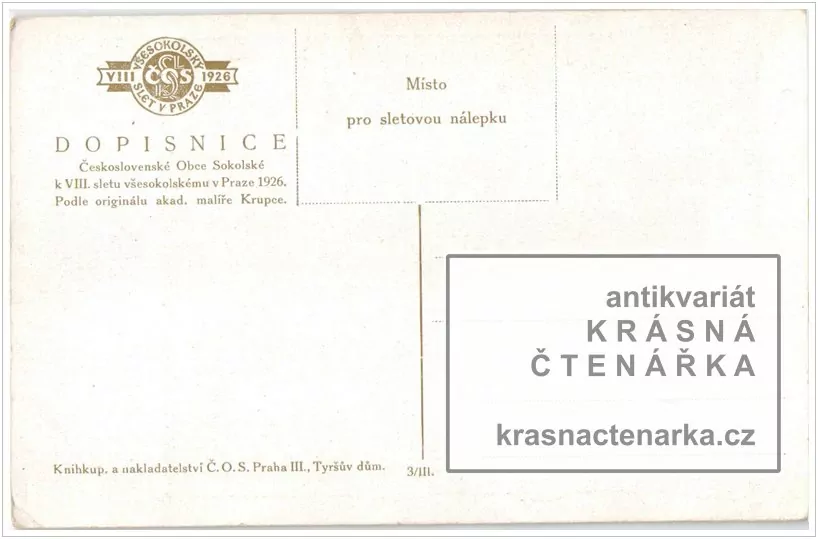 VŠESOKOLSKÝ
VIII ČOS 1926
SLET V PRAZE
DOPISNICE
Československé Obce Sokolské
k VIII. sletu všesokolskému v Praze 1926.
Podle originálu akad. malíře Krupce.
Místo
pro sletovou nálepku
antikvariát
KRÁSNÁ
ČTENÁŘKA
krasnactenarka.cz
Knihkup. a nakladatelství Č. O. S. Praha III., Tyršův dům.
3/III.